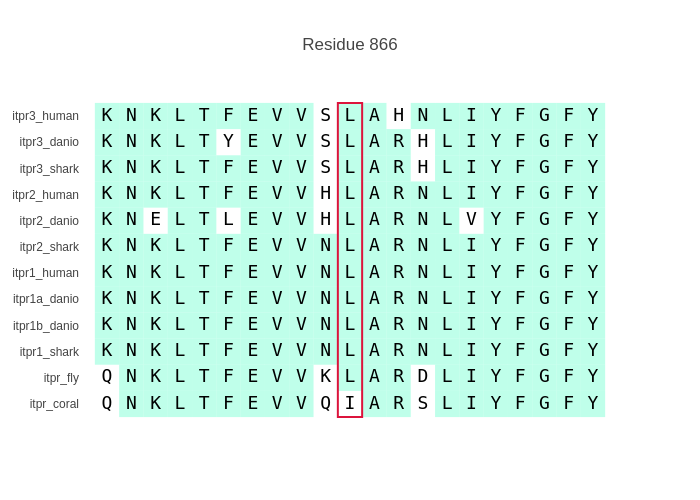 Residue 866
itpr3_human K N K L T F E V V S L A H N L I Y F G F Y
itpr3_danio K N K L T Y E V V S L A R H L I Y F G F Y
itpr3_shark K N K L T F E V V S L A R H L I Y F G F Y
itpr2_human K N K L T F E V V H L A R N L I Y F G F Y
itpr2_danio K N E L T L E V V H L A R N L V Y F G F Y
itpr2_shark K N K L T F E V V N L A R N L I Y F G F Y
itpr1_human K N K L T F E V V N L A R N L I Y F G F Y
itpr1a_danio K N K L T F E V V N L A R N L I Y F G F Y
itpr1b_danio K N K L T F E V V N L A R N L I Y F G F Y
itpr1_shark K N K L T F E V V N L A R N L I Y F G F Y
itpr_fly Q N K L T F E V V K L A R D L I Y F G F Y
itpr_coral Q N K L T F E V V Q I A R S L I Y F G F Y